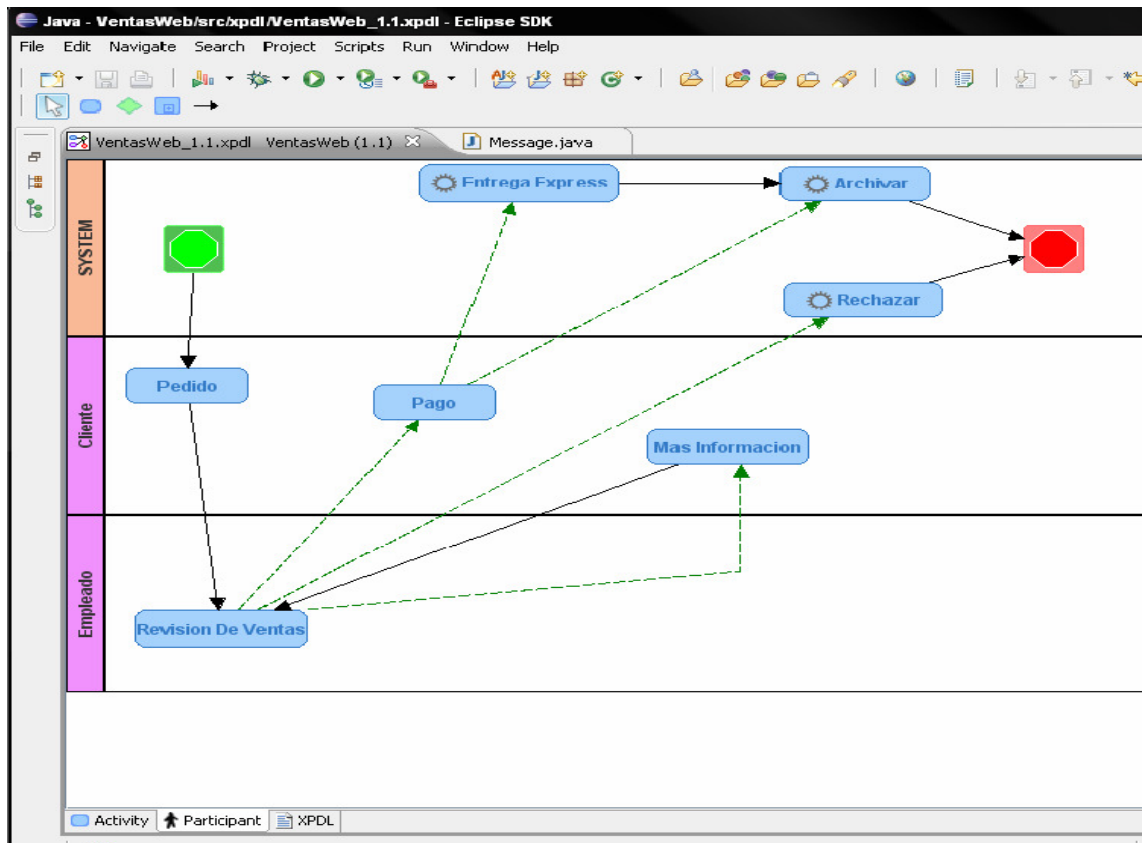 Java - VentasWeb/src/xpdl/VentasWeb_1.1.xpdl - Eclipse SDK
File Edit Navigate Search Project Scripts Run Window Help
VentasWeb_1.1.xpdl VentasWeb (1.1) Message.java
SYSTEM
Entrega Express
Archivar
Rechazar
Cliente
Pedido
Pago
Mas Informacion
Empleado
Revision De Ventas
Activity Participant XPDL